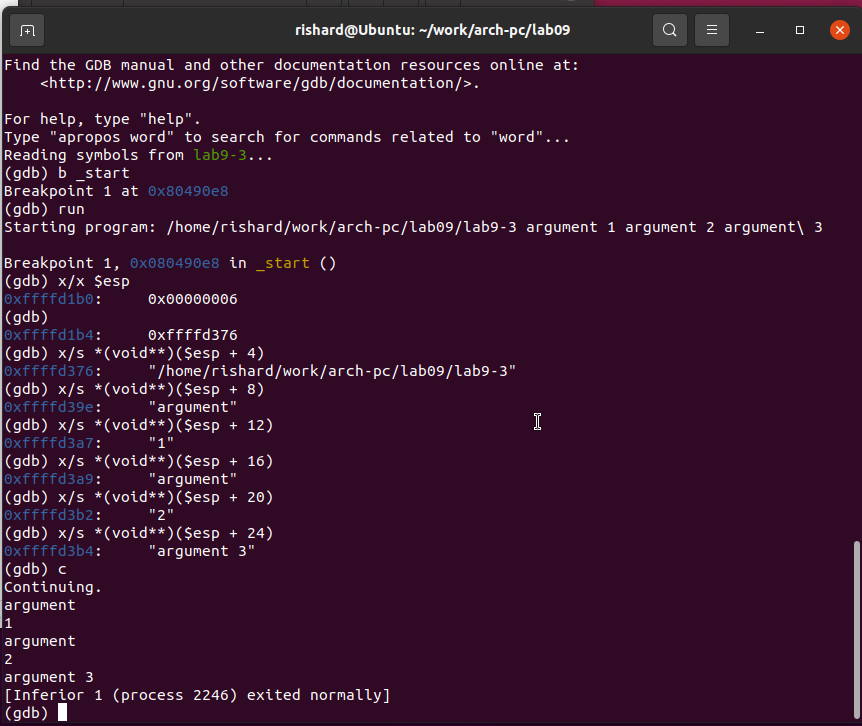 rishard@Ubuntu: ~/work/arch-pc/lab09
Find the GDB manual and other documentation resources online at:
    <http://www.gnu.org/software/gdb/documentation/>.

For help, type "help".
Type "apropos word" to search for commands related to "word"...
Reading symbols from lab9-3...
(gdb) b _start
Breakpoint 1 at 0x80490e8
(gdb) run
Starting program: /home/rishard/work/arch-pc/lab09/lab9-3 argument 1 argument 2 argument\ 3

Breakpoint 1, 0x080490e8 in _start ()
(gdb) x/x $esp
0xffffd1b0:     0x00000006
(gdb)
0xffffd1b4:     0xffffd376
(gdb) x/s *(void**)($esp + 4)
0xffffd376:     "/home/rishard/work/arch-pc/lab09/lab9-3"
(gdb) x/s *(void**)($esp + 8)
0xffffd39e:     "argument"
(gdb) x/s *(void**)($esp + 12)
0xffffd3a7:     "1"
(gdb) x/s *(void**)($esp + 16)
0xffffd3a9:     "argument"
(gdb) x/s *(void**)($esp + 20)
0xffffd3b2:     "2"
(gdb) x/s *(void**)($esp + 24)
0xffffd3b4:     "argument 3"
(gdb) c
Continuing.
argument
1
argument
2
argument 3
[Inferior 1 (process 2246) exited normally]
(gdb)